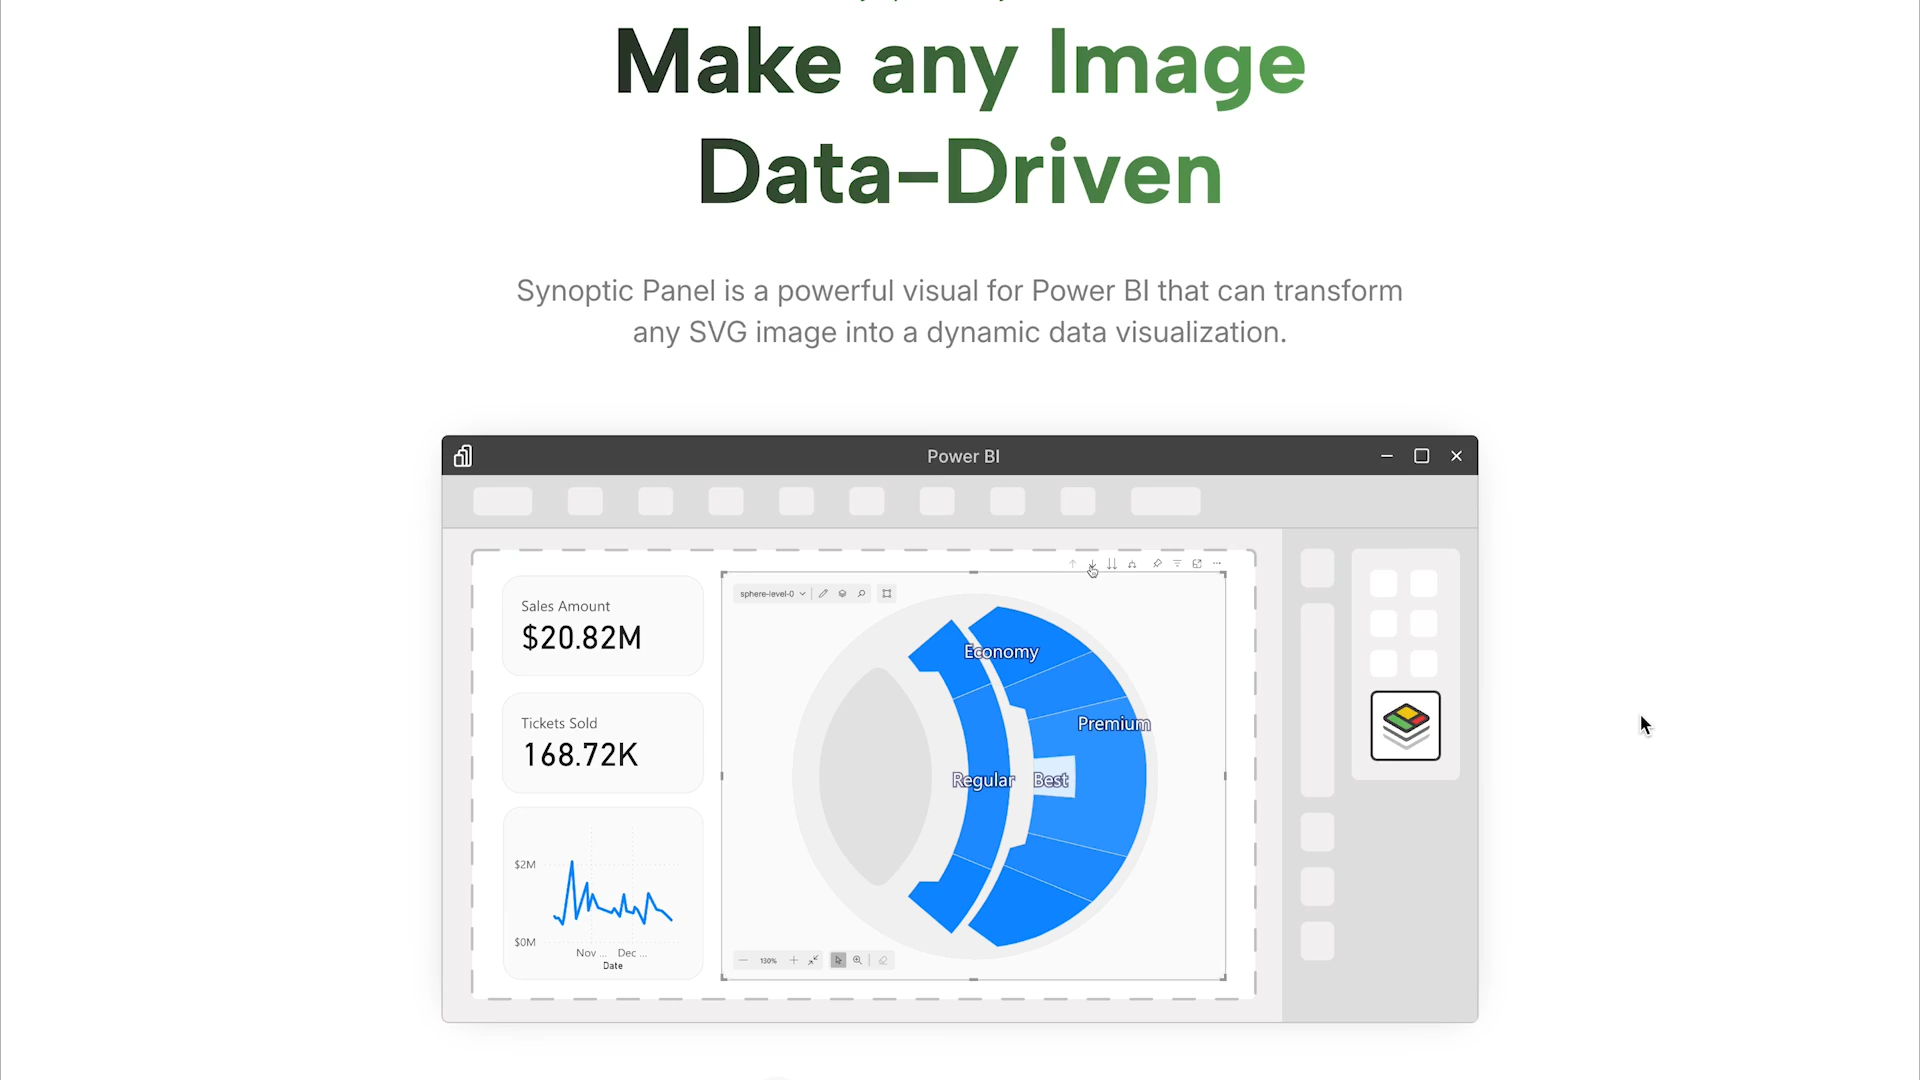 Make any Image
Data-Driven
Synoptic Panel is a powerful visual for Power BI that can transform
any SVG image into a dynamic data visualization.
Power BI
Sales Amount
$20.82M
Tickets Sold
168.72K
$2M
$0M
Nov ... Dec ...
Date
sphere-level-0
Economy
Premium
Regular
Best
130%